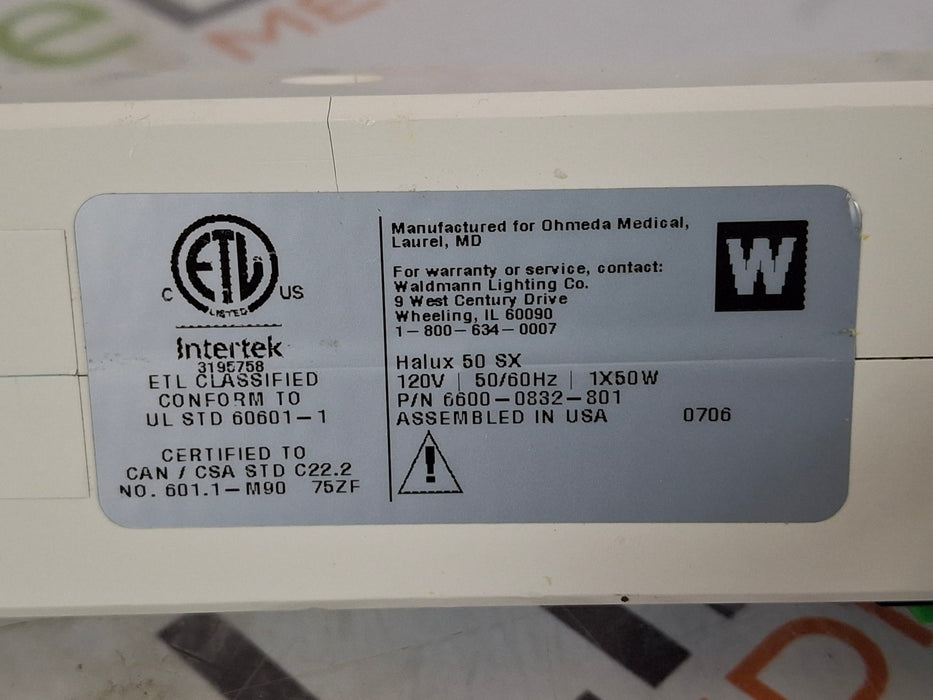 ETL
C US
LISTED
Intertek
3195758
ETL CLASSIFIED
CONFORM TO
UL STD 60601-1
CERTIFIED TO
CAN / CSA STD C22.2
NO. 601.1-M90 75ZF
Manufactured for Ohmeda Medical,
Laurel, MD
For warranty or service, contact:
Waldmann Lighting Co.
9 West Century Drive
Wheeling, IL 60090
1-800-634-0007
Halux 50 SX
120V | 50/60Hz | 1X50W
P/N 6600-0832-801
ASSEMBLED IN USA 0706
!
W